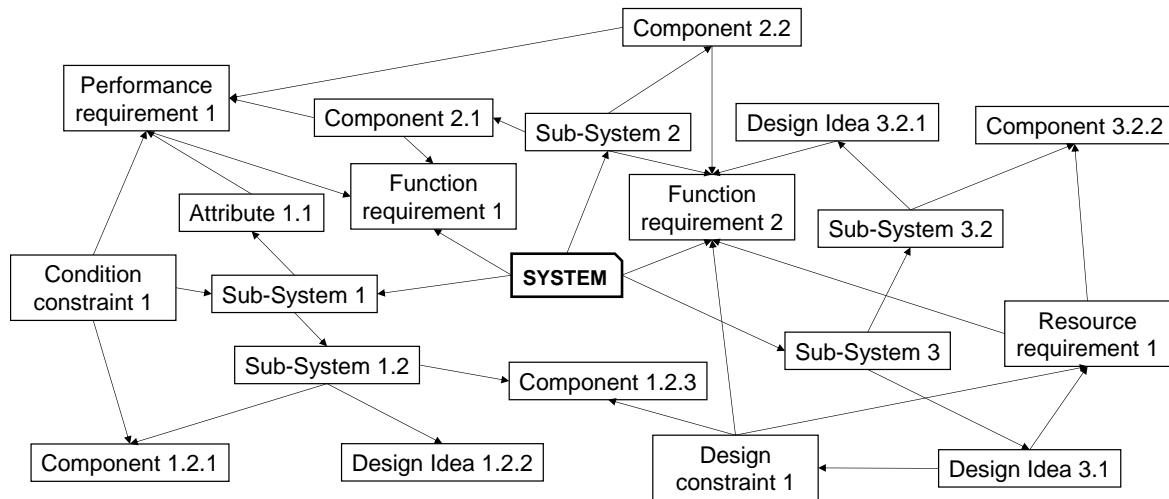 Component 2.2
Performance
requirement 1
Component 2.1
Sub-System 2
Design Idea 3.2.1
Component 3.2.2
Function
requirement 1
Function
requirement 2
Attribute 1.1
Sub-System 3.2
Condition
constraint 1
Sub-System 1
SYSTEM
Resource
requirement 1
Sub-System 3
Sub-System 1.2
Component 1.2.3
Component 1.2.1
Design Idea 1.2.2
Design
constraint 1
Design Idea 3.1